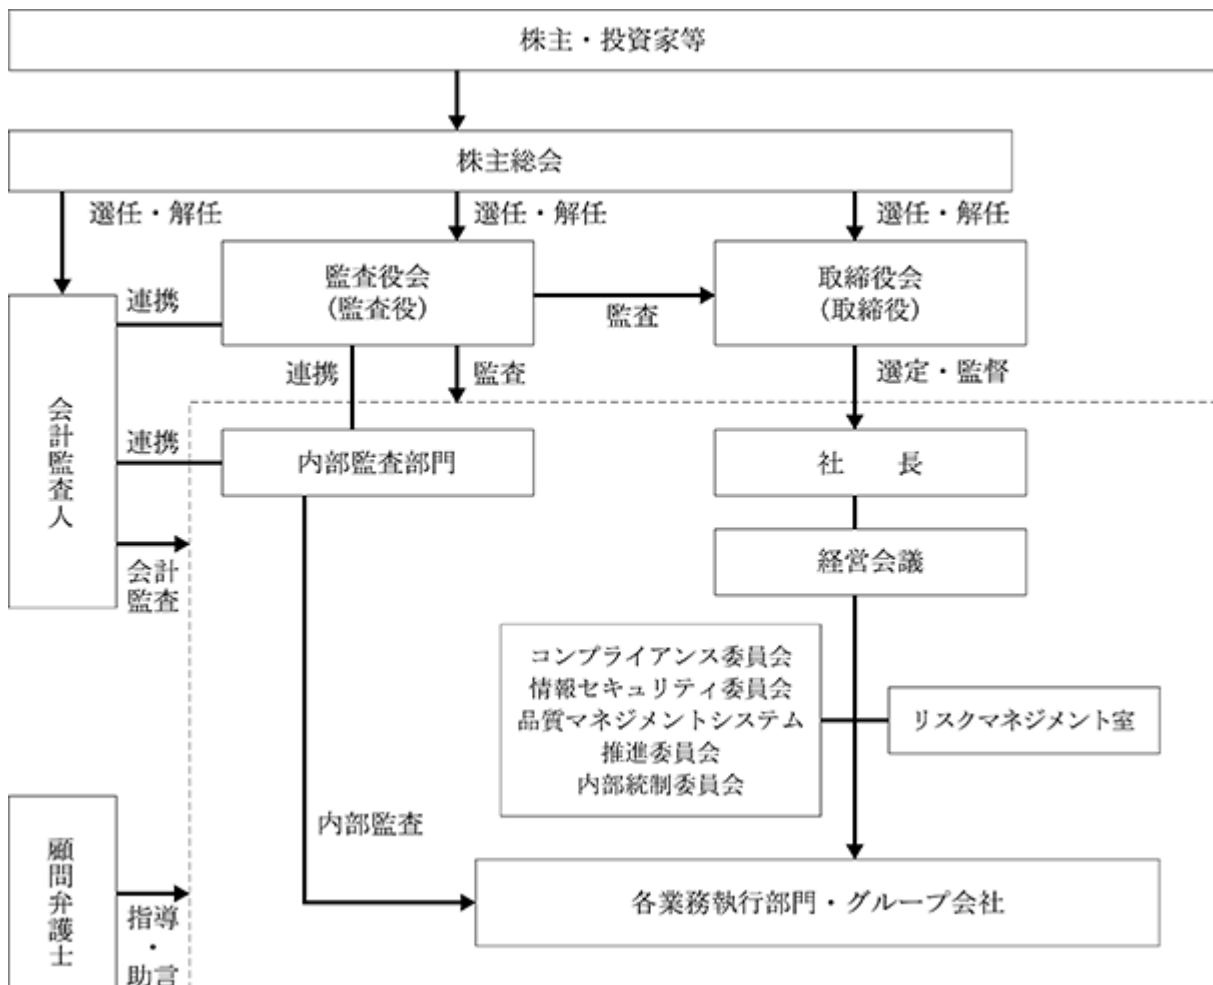 株主・投資家等
株主総会
選任・解任
選任・解任
選任・解任
監査役会
(監査役)
取締役会
(取締役)
連携
監査
連携
監査
選定・監督
会計監査人
連携
内部監査部門
社　長
会計
監査
経営会議
コンプライアンス委員会
情報セキュリティ委員会
品質マネジメントシステム
推進委員会
内部統制委員会
リスクマネジメント室
内部監査
顧問弁護士
指導
・
助言
各業務執行部門・グループ会社